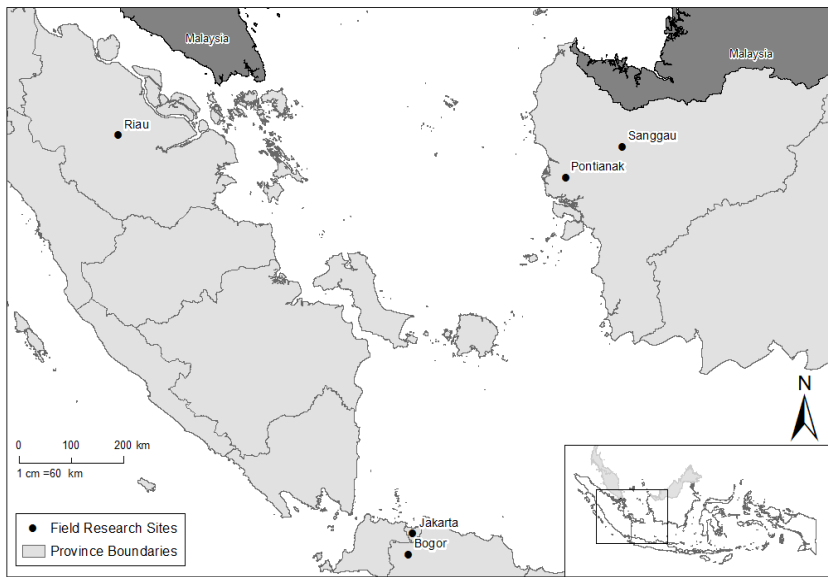 Malaysia
Malaysia
Riau
Sanggau
Pontianak
N
0 100 200 km
1 cm =60 km
Jakarta
Bogor
Field Research Sites
Province Boundaries